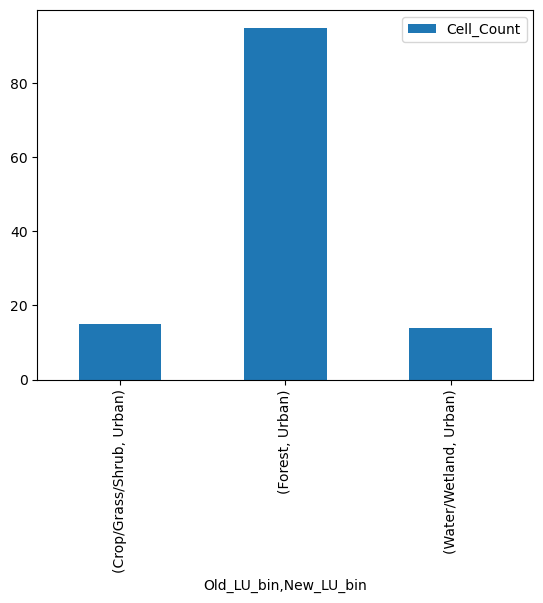 Cell_Count
80
60
40
20
0
(Crop/Grass/Shrub, Urban)
(Forest, Urban)
(Water/Wetland, Urban)
Old_LU_bin,New_LU_bin